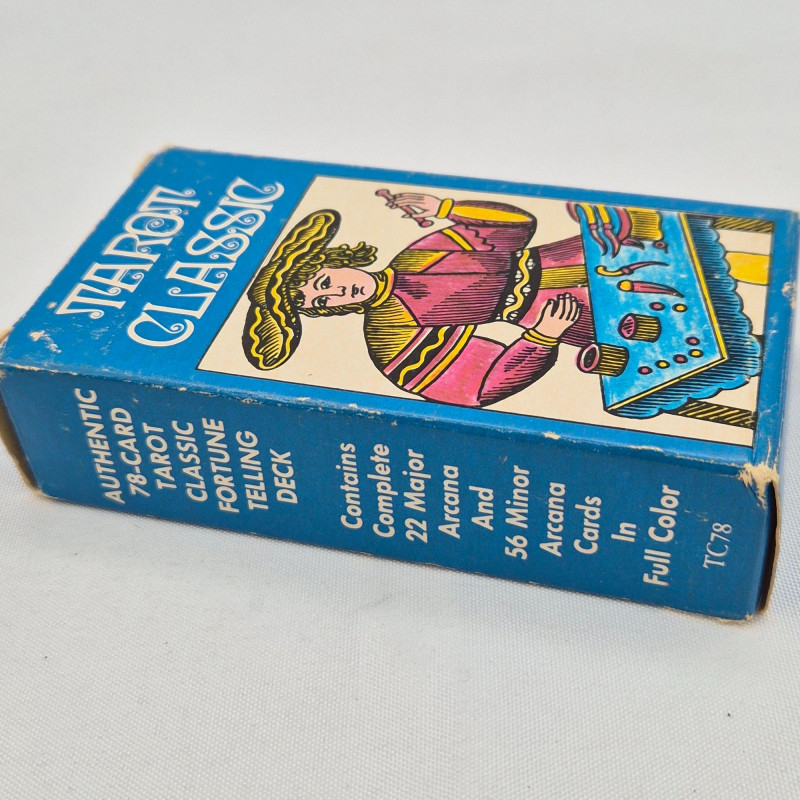 TAROT
CLASSIC
AUTHENTIC
78-CARD
TAROT
CLASSIC
FORTUNE
TELLING
DECK
Contains
Complete
22 Major
Arcana
And
56 Minor
Arcana
Cards
In
Full Color
TC78